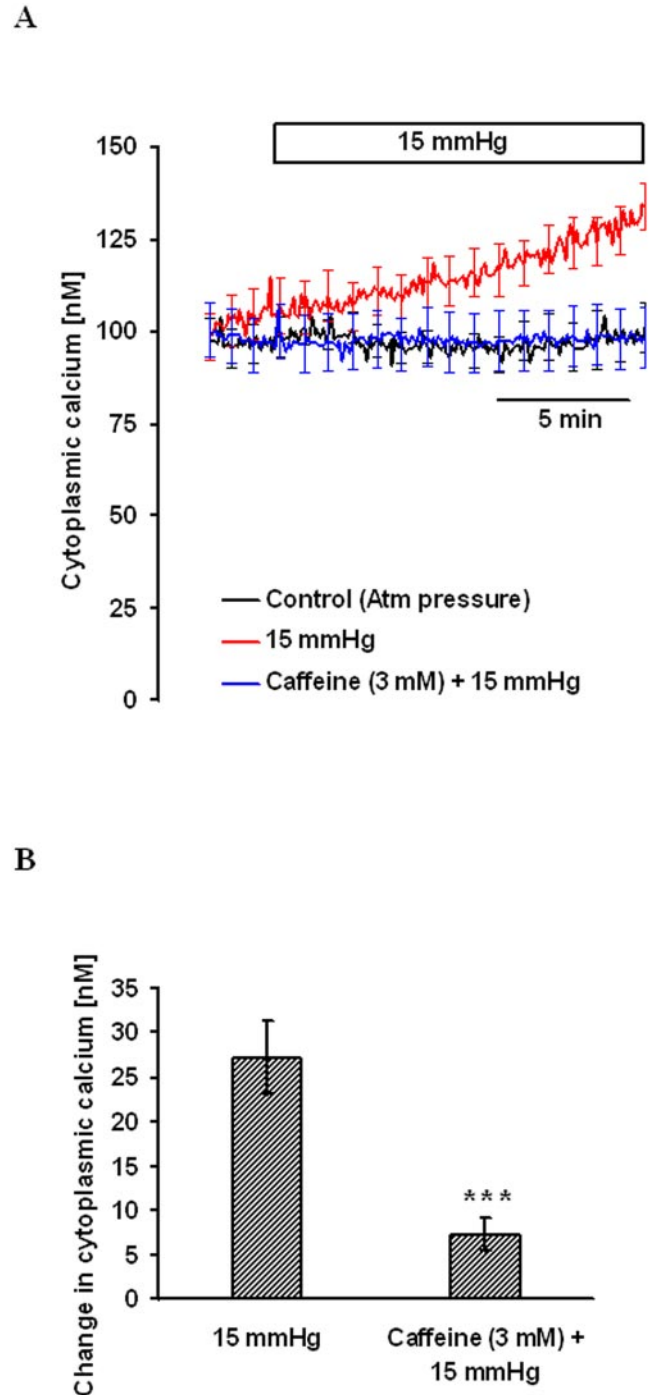 A
150
125
100
75
50
25
0
Cytoplasmic calcium [nM]
15 mmHg
5 min
Control (Atm pressure)
15 mmHg
Caffeine (3 mM) + 15 mmHg
B
35
30
25
20
15
10
5
0
Change in cytoplasmic calcium [nM]
***
15 mmHg
Caffeine (3 mM) +
15 mmHg